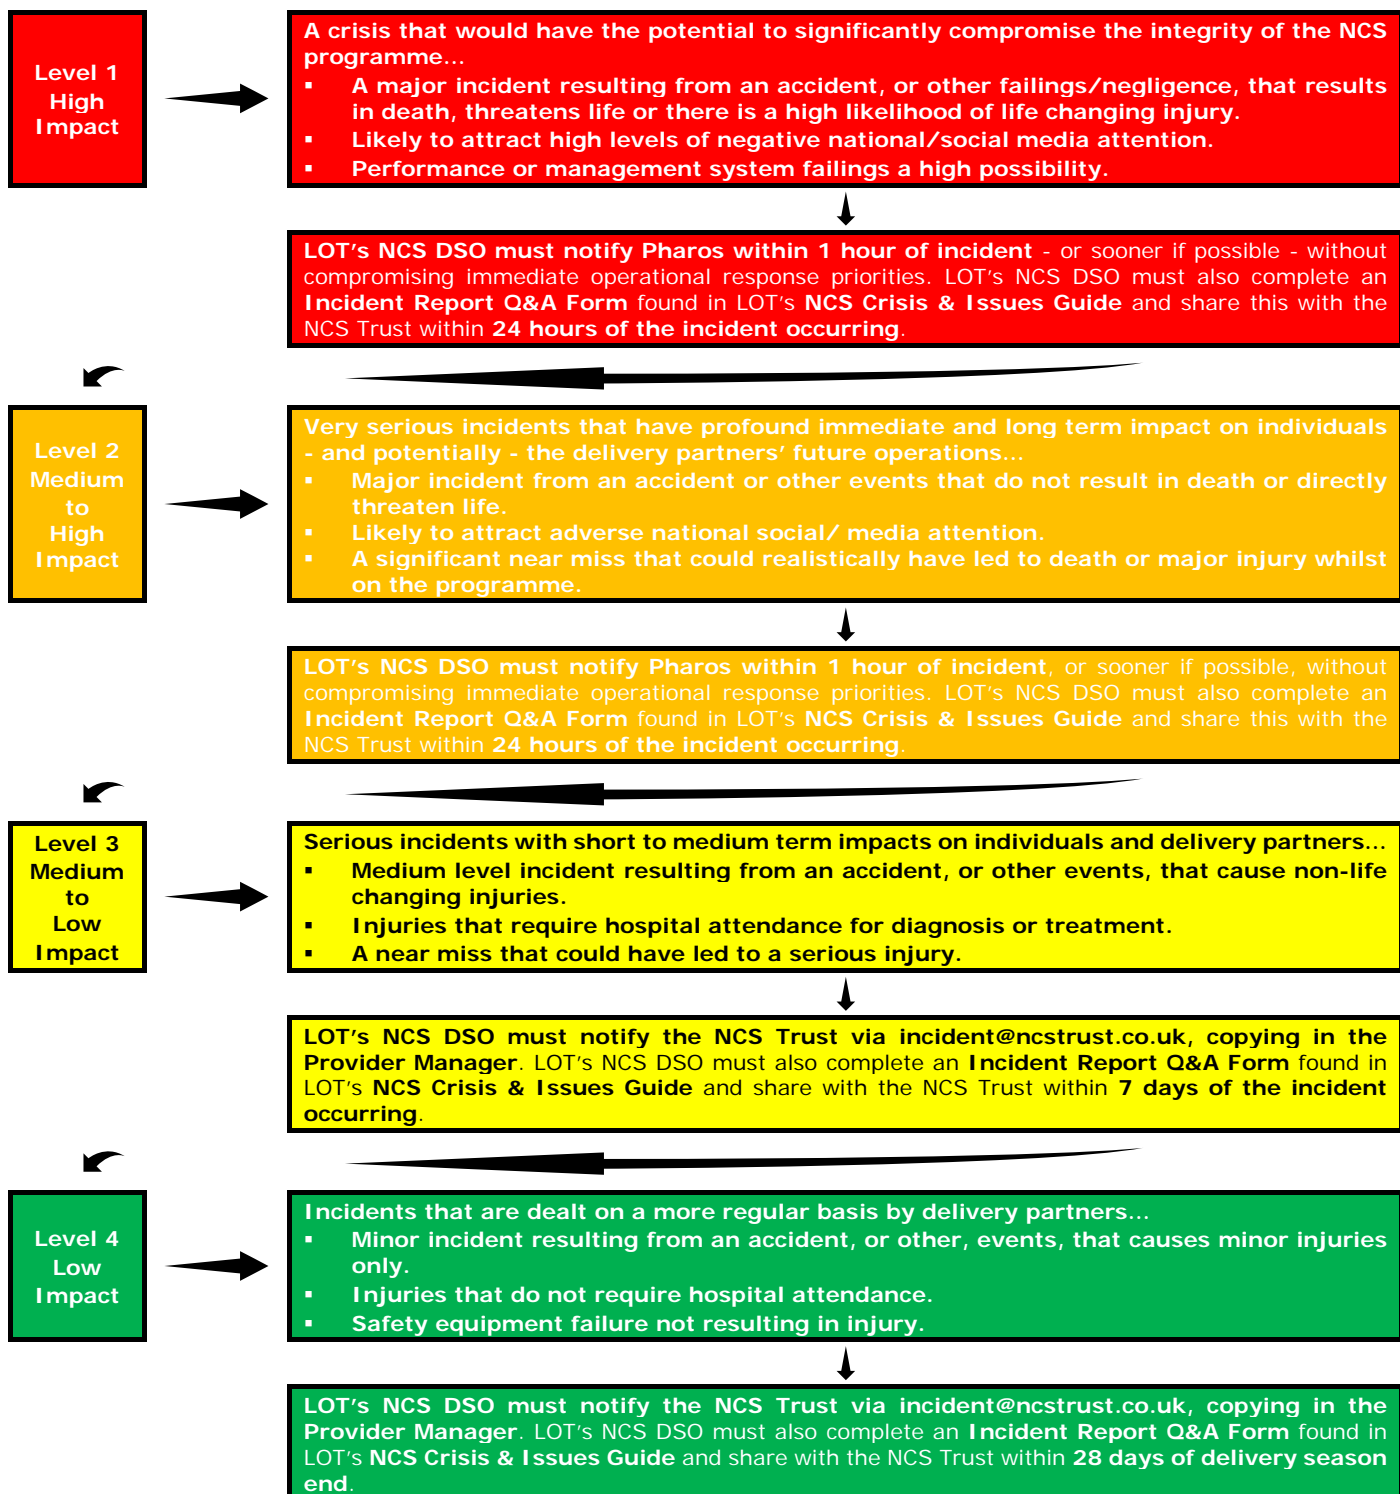 Level 1
High
Impact
A crisis that would have the potential to significantly compromise the integrity of the NCS
programme...
▪ A major incident resulting from an accident, or other failings/negligence, that results
in death, threatens life or there is a high likelihood of life changing injury.
▪ Likely to attract high levels of negative national/social media attention.
▪ Performance or management system failings a high possibility.
LOT's NCS DSO must notify Pharos within 1 hour of incident - or sooner if possible - without
compromising immediate operational response priorities. LOT's NCS DSO must also complete an
Incident Report Q&A Form found in LOT's NCS Crisis & Issues Guide and share this with the
NCS Trust within 24 hours of the incident occurring.
Level 2
Medium
to
High
Impact
Very serious incidents that have profound immediate and long term impact on individuals
- and potentially - the delivery partners' future operations...
▪ Major incident from an accident or other events that do not result in death or directly
threaten life.
▪ Likely to attract adverse national social/ media attention.
▪ A significant near miss that could realistically have led to death or major injury whilst
on the programme.
LOT's NCS DSO must notify Pharos within 1 hour of incident, or sooner if possible, without
compromising immediate operational response priorities. LOT's NCS DSO must also complete an
Incident Report Q&A Form found in LOT's NCS Crisis & Issues Guide and share this with the
NCS Trust within 24 hours of the incident occurring.
Level 3
Medium
to
Low
Impact
Serious incidents with short to medium term impacts on individuals and delivery partners...
▪ Medium level incident resulting from an accident, or other events, that cause non-life
changing injuries.
▪ Injuries that require hospital attendance for diagnosis or treatment.
▪ A near miss that could have led to a serious injury.
LOT's NCS DSO must notify the NCS Trust via incident@ncstrust.co.uk, copying in the
Provider Manager. LOT's NCS DSO must also complete an Incident Report Q&A Form found in
LOT's NCS Crisis & Issues Guide and share with the NCS Trust within 7 days of the incident
occurring.
Level 4
Low
Impact
Incidents that are dealt on a more regular basis by delivery partners...
▪ Minor incident resulting from an accident, or other, events, that causes minor injuries
only.
▪ Injuries that do not require hospital attendance.
▪ Safety equipment failure not resulting in injury.
LOT's NCS DSO must notify the NCS Trust via incident@ncstrust.co.uk, copying in the
Provider Manager. LOT's NCS DSO must also complete an Incident Report Q&A Form found in
LOT's NCS Crisis & Issues Guide and share with the NCS Trust within 28 days of delivery season
end.